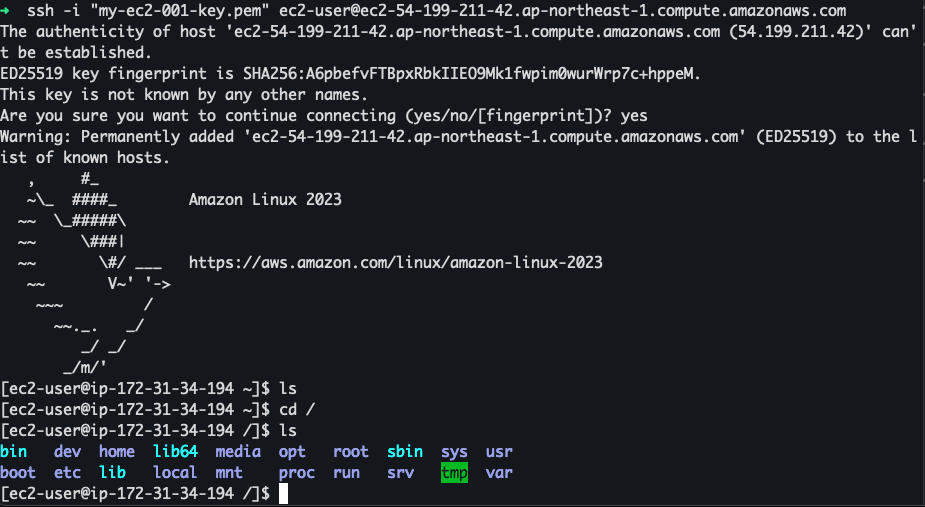 ➜  ssh -i "my-ec2-001-key.pem" ec2-user@ec2-54-199-211-42.ap-northeast-1.compute.amazonaws.com
The authenticity of host 'ec2-54-199-211-42.ap-northeast-1.compute.amazonaws.com (54.199.211.42)' can'
t be established.
ED25519 key fingerprint is SHA256:A6pbefvFTBpxRbkIIEO9Mk1fwpim0wurWrp7c+hppeM.
This key is not known by any other names.
Are you sure you want to continue connecting (yes/no/[fingerprint])? yes
Warning: Permanently added 'ec2-54-199-211-42.ap-northeast-1.compute.amazonaws.com' (ED25519) to the l
ist of known hosts.
   ,     #_
   ~\_  ####_        Amazon Linux 2023
  ~~  \_#####\
  ~~     \###|
  ~~       \#/ ___   https://aws.amazon.com/linux/amazon-linux-2023
   ~~       V~' '->
    ~~~         /
      ~~._.   _/
         _/ _/
       _/m/'
[ec2-user@ip-172-31-34-194 ~]$ ls
[ec2-user@ip-172-31-34-194 ~]$ cd /
[ec2-user@ip-172-31-34-194 /]$ ls
bin   dev  home  lib64  media  opt   root  sbin  sys  usr
boot  etc  lib   local  mnt    proc  run   srv   tmp  var
[ec2-user@ip-172-31-34-194 /]$